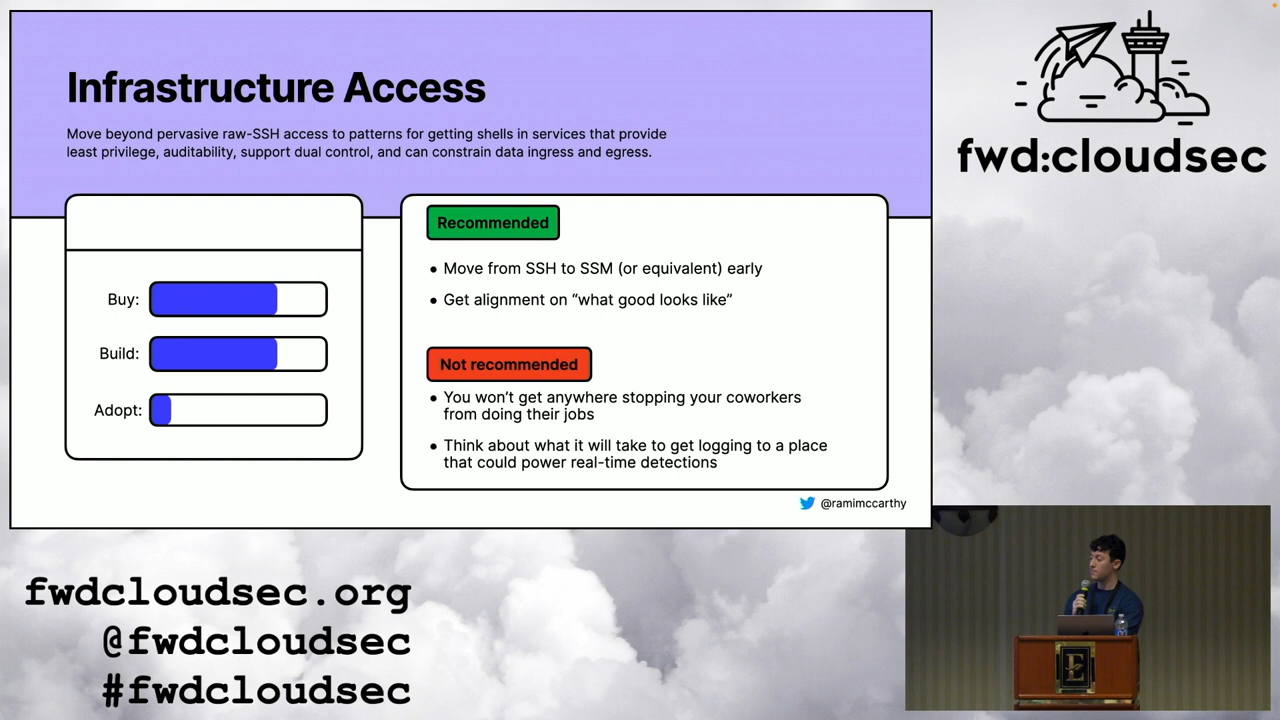 Infrastructure Access
Move beyond pervasive raw-SSH access to patterns for getting shells in services that provide
least privilege, auditability, support dual control, and can constrain data ingress and egress.
Buy:
Build:
Adopt:
Recommended
• Move from SSH to SSM (or equivalent) early
• Get alignment on “what good looks like”
Not recommended
• You won’t get anywhere stopping your coworkers
from doing their jobs
• Think about what it will take to get logging to a place
that could power real-time detections
@ramimccarthy
fwd:cloudsec
fwdcloudsec.org
@fwdcloudsec
#fwdcloudsec
E